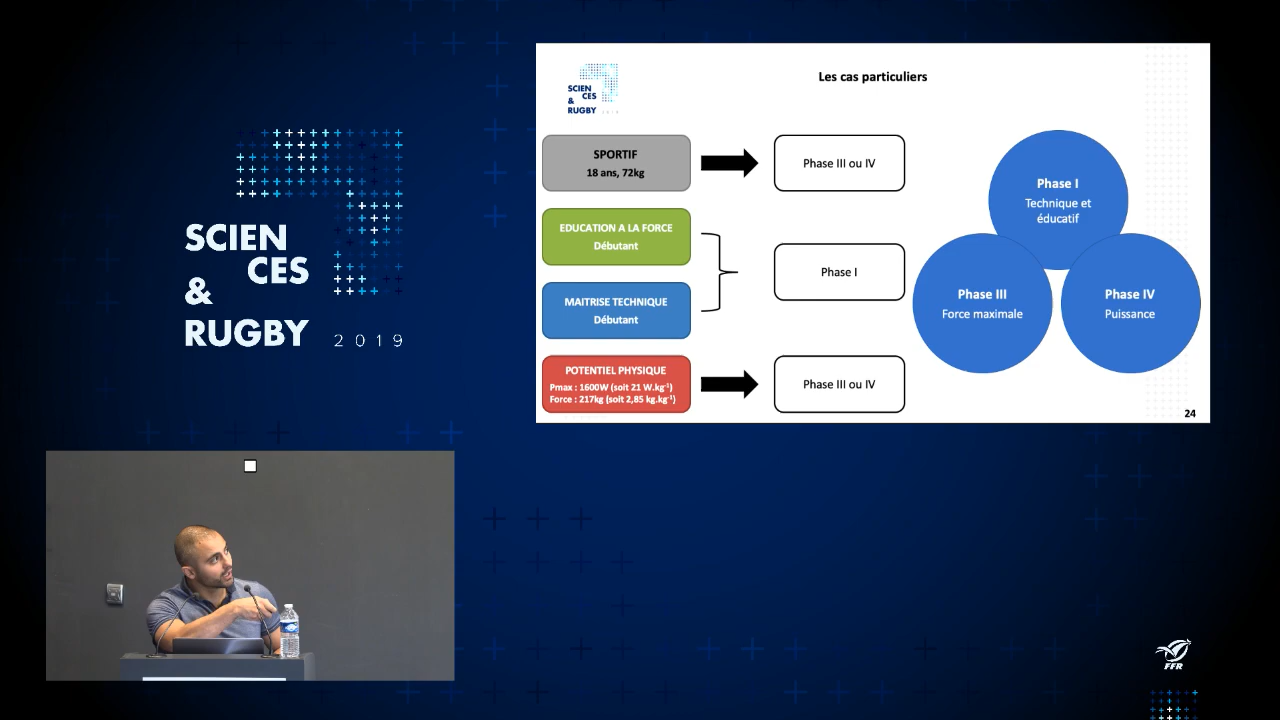 SCIEN
CES
&
RUGBY
2019
SCIEN
CES
&
RUGBY
Les cas particuliers
SPORTIF
18 ans, 72kg
Phase III ou IV
EDUCATION A LA FORCE
Débutant
MAITRISE TECHNIQUE
Débutant
Phase I
POTENTIEL PHYSIQUE
Pmax : 1600W (soit 21 W.kg⁻¹)
Force : 217kg (soit 2,85 kg.kg⁻¹)
Phase III ou IV
Phase I
Technique et
éducatif
Phase III
Force maximale
Phase IV
Puissance
24
FFR